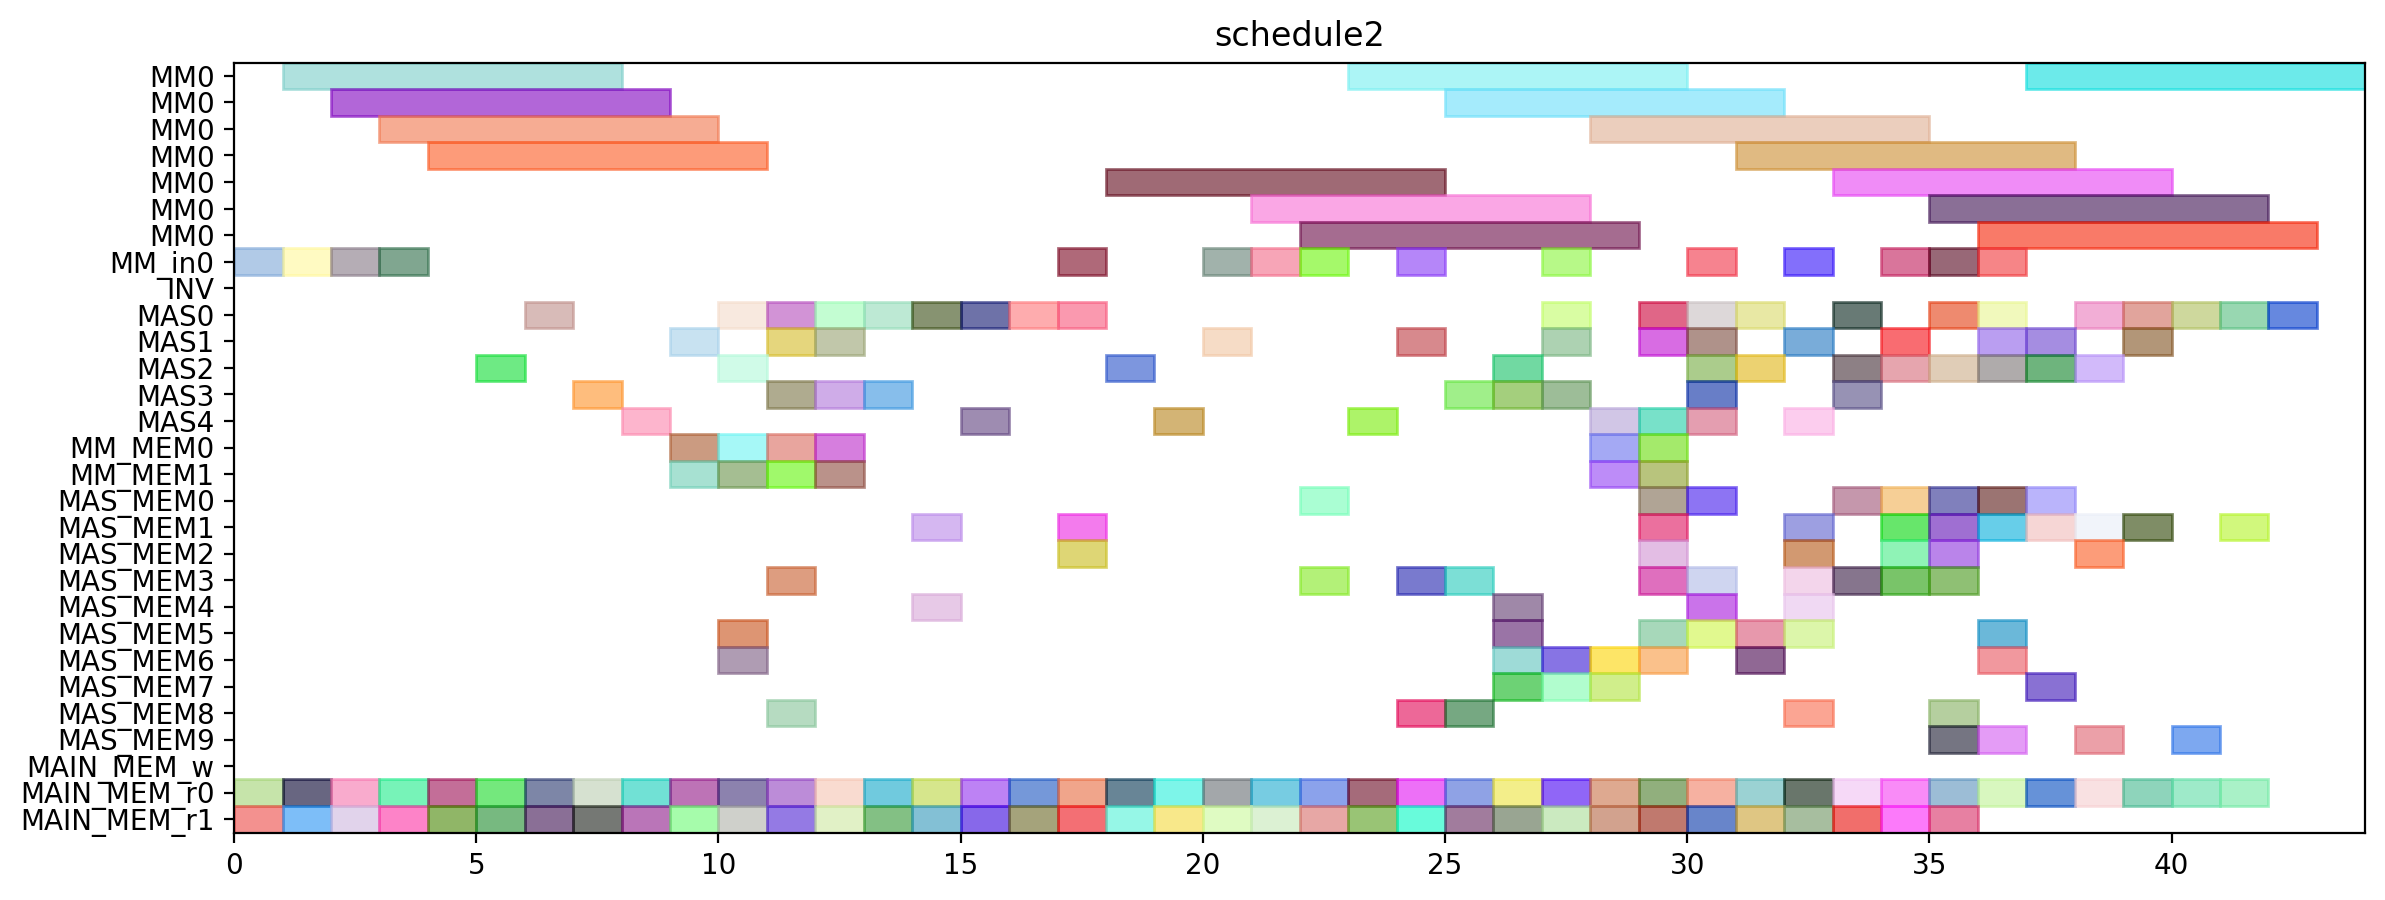 schedule2
MM0
MM0
MM0
MM0
MM0
MM0
MM0
MM_in0
INV
MAS0
MAS1
MAS2
MAS3
MAS4
MM_MEM0
MM_MEM1
MAS_MEM0
MAS_MEM1
MAS_MEM2
MAS_MEM3
MAS_MEM4
MAS_MEM5
MAS_MEM6
MAS_MEM7
MAS_MEM8
MAS_MEM9
MAIN_MEM_w
MAIN_MEM_r0
MAIN_MEM_r1
0 5 10 15 20 25 30 35 40